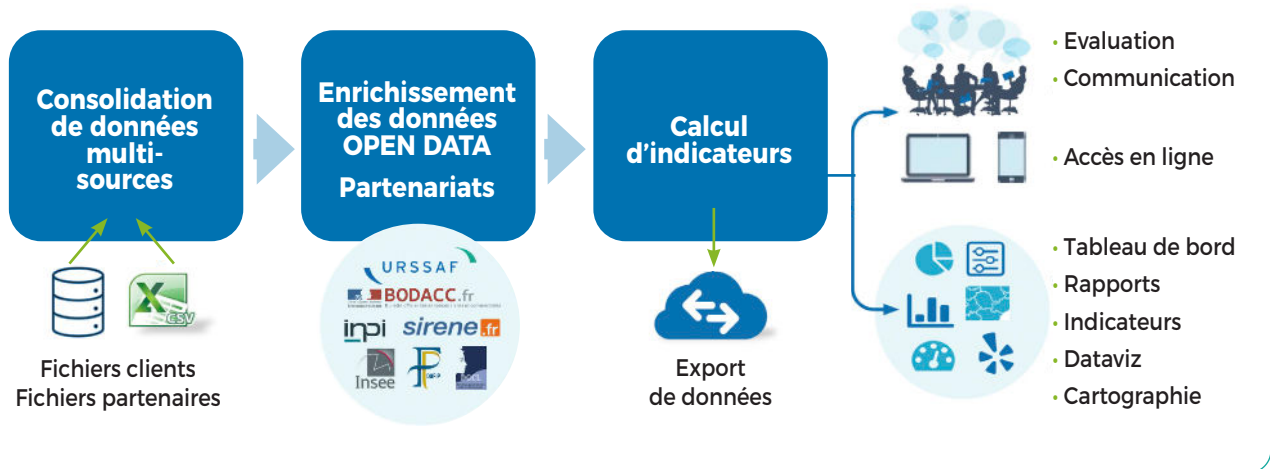 Consolidation
de données
multi-
sources
Enrichissement
des données
OPEN DATA
Partenariats
Calcul
d'indicateurs
• Evaluation
• Communication
• Accès en ligne
• Tableau de bord
• Rapports
• Indicateurs
• Dataviz
• Cartographie
X
CSV
Fichiers clients
Fichiers partenaires
URSSAF
BODACC.fr
inpi
sirene.fr
Insee
Export
de données